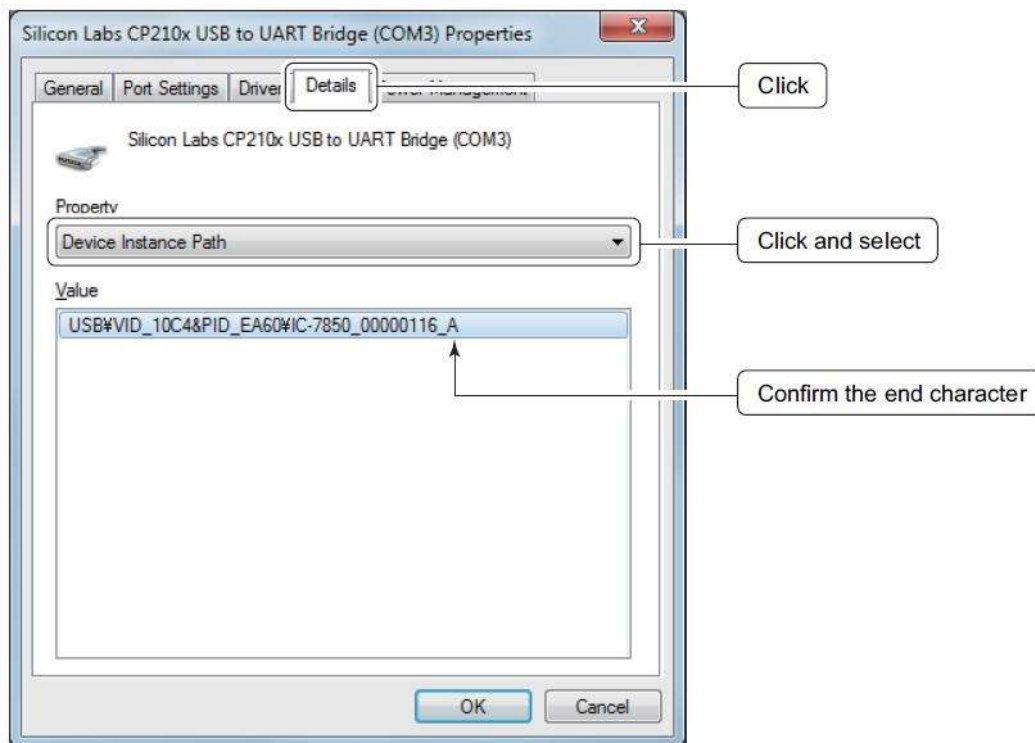 Silicon Labs CP210x USB to UART Bridge (COM3) Properties
General Port Settings Driver Details Power Management
Click
Silicon Labs CP210x USB to UART Bridge (COM3)
Property
Device Instance Path
Click and select
Value
USB¥VID_10C4&PID_EA60¥IC-7850_00000116_A
Confirm the end character
OK Cancel